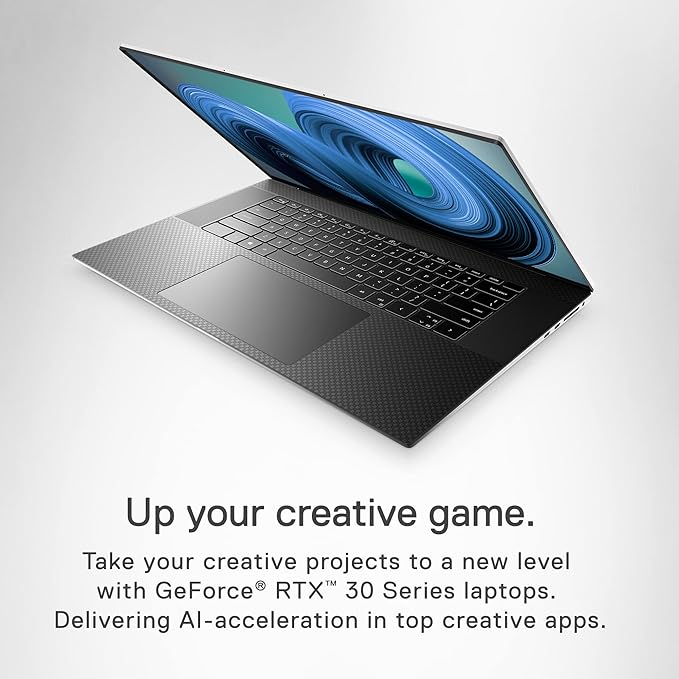 Up your creative game.
Take your creative projects to a new level
with GeForce® RTX™ 30 Series laptops.
Delivering AI-acceleration in top creative apps.